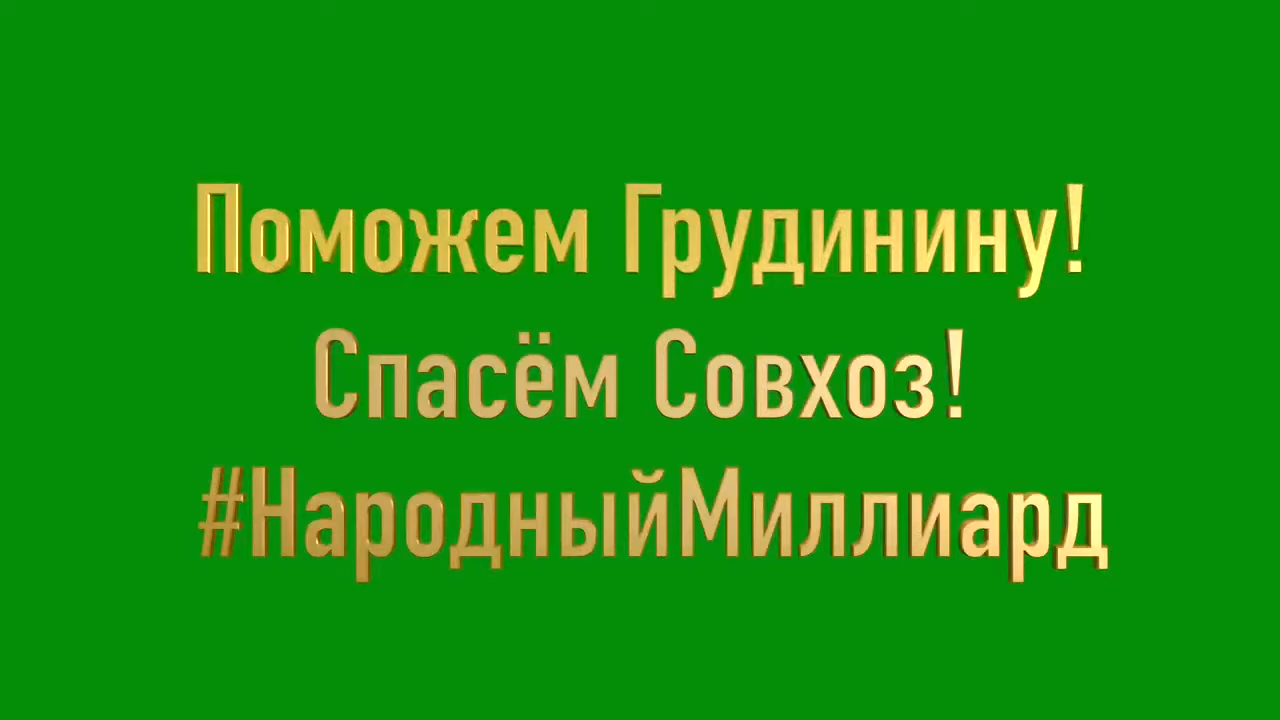 Поможем Грудинину!
Спасём Совхоз!
#НародныйМиллиард